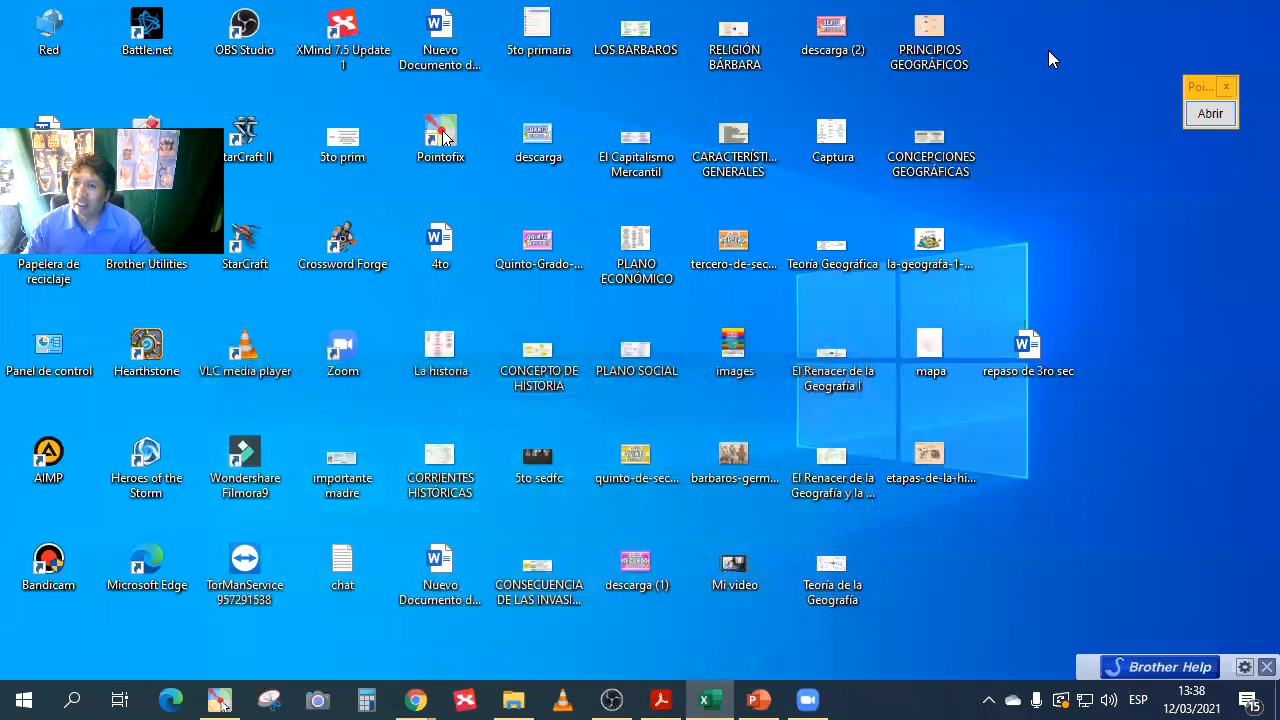 Red
Battle.net
OBS Studio
XMind 7.5 Update
1
Nuevo
Documento d...
5to primaria
LOS BÁRBAROS
RELIGIÓN
BÁRBARA
descarga (2)
PRINCIPIOS
GEOGRÁFICOS
Poi... x
Abrir
StarCraft II
5to prim
Pointofix
descarga
El Capitalismo
Mercantil
CARACTERÍSTI...
GENERALES
Captura
CONCEPCIONES
GEOGRÁFICAS
Papelera de
reciclaje
Brother Utilities
StarCraft
Crossword Forge
4to
Quinto-Grado-...
PLANO
ECONÓMICO
tercero-de-sec...
Teoría Geográfica
la-geografa-1-...
Panel de control
Hearthstone
VLC media player
Zoom
La historia
CONCEPTO DE
HISTORIA
PLANO SOCIAL
images
El Renacer de la
Geografía I
mapa
repaso de 3ro sec
AIMP
Heroes of the
Storm
Wondershare
Filmora9
importante
madre
CORRIENTES
HISTÓRICAS
5to sedfc
quinto-de-sec...
barbaros-germ...
El Renacer de la
Geografía y la ...
etapas-de-la-hi...
Bandicam
Microsoft Edge
TorManService
957291538
chat
Nuevo
Documento d...
CONSECUENCIA
DE LAS INVASI...
descarga (1)
Mi video
Teoría de la
Geografía
Brother Help
ESP
13:38
12/03/2021
15